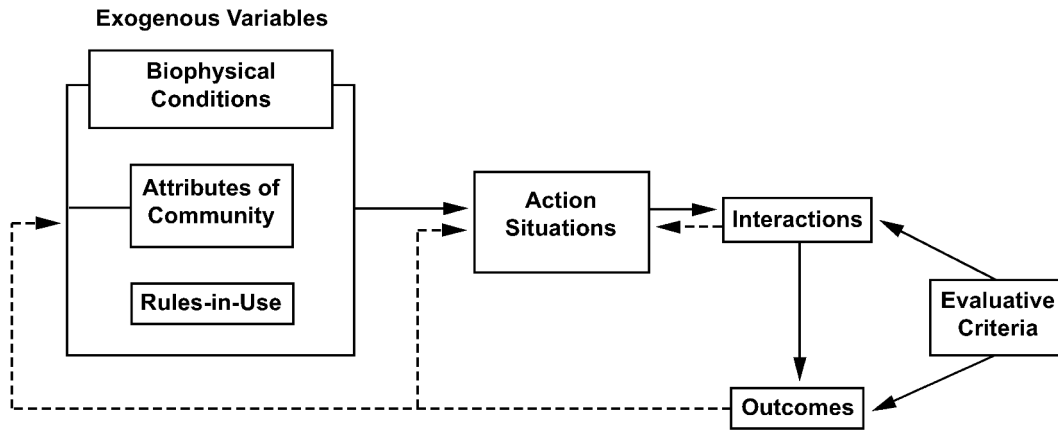 Exogenous Variables
Biophysical
Conditions
Attributes of
Community
Rules-in-Use
Action
Situations
Interactions
Evaluative
Criteria
Outcomes